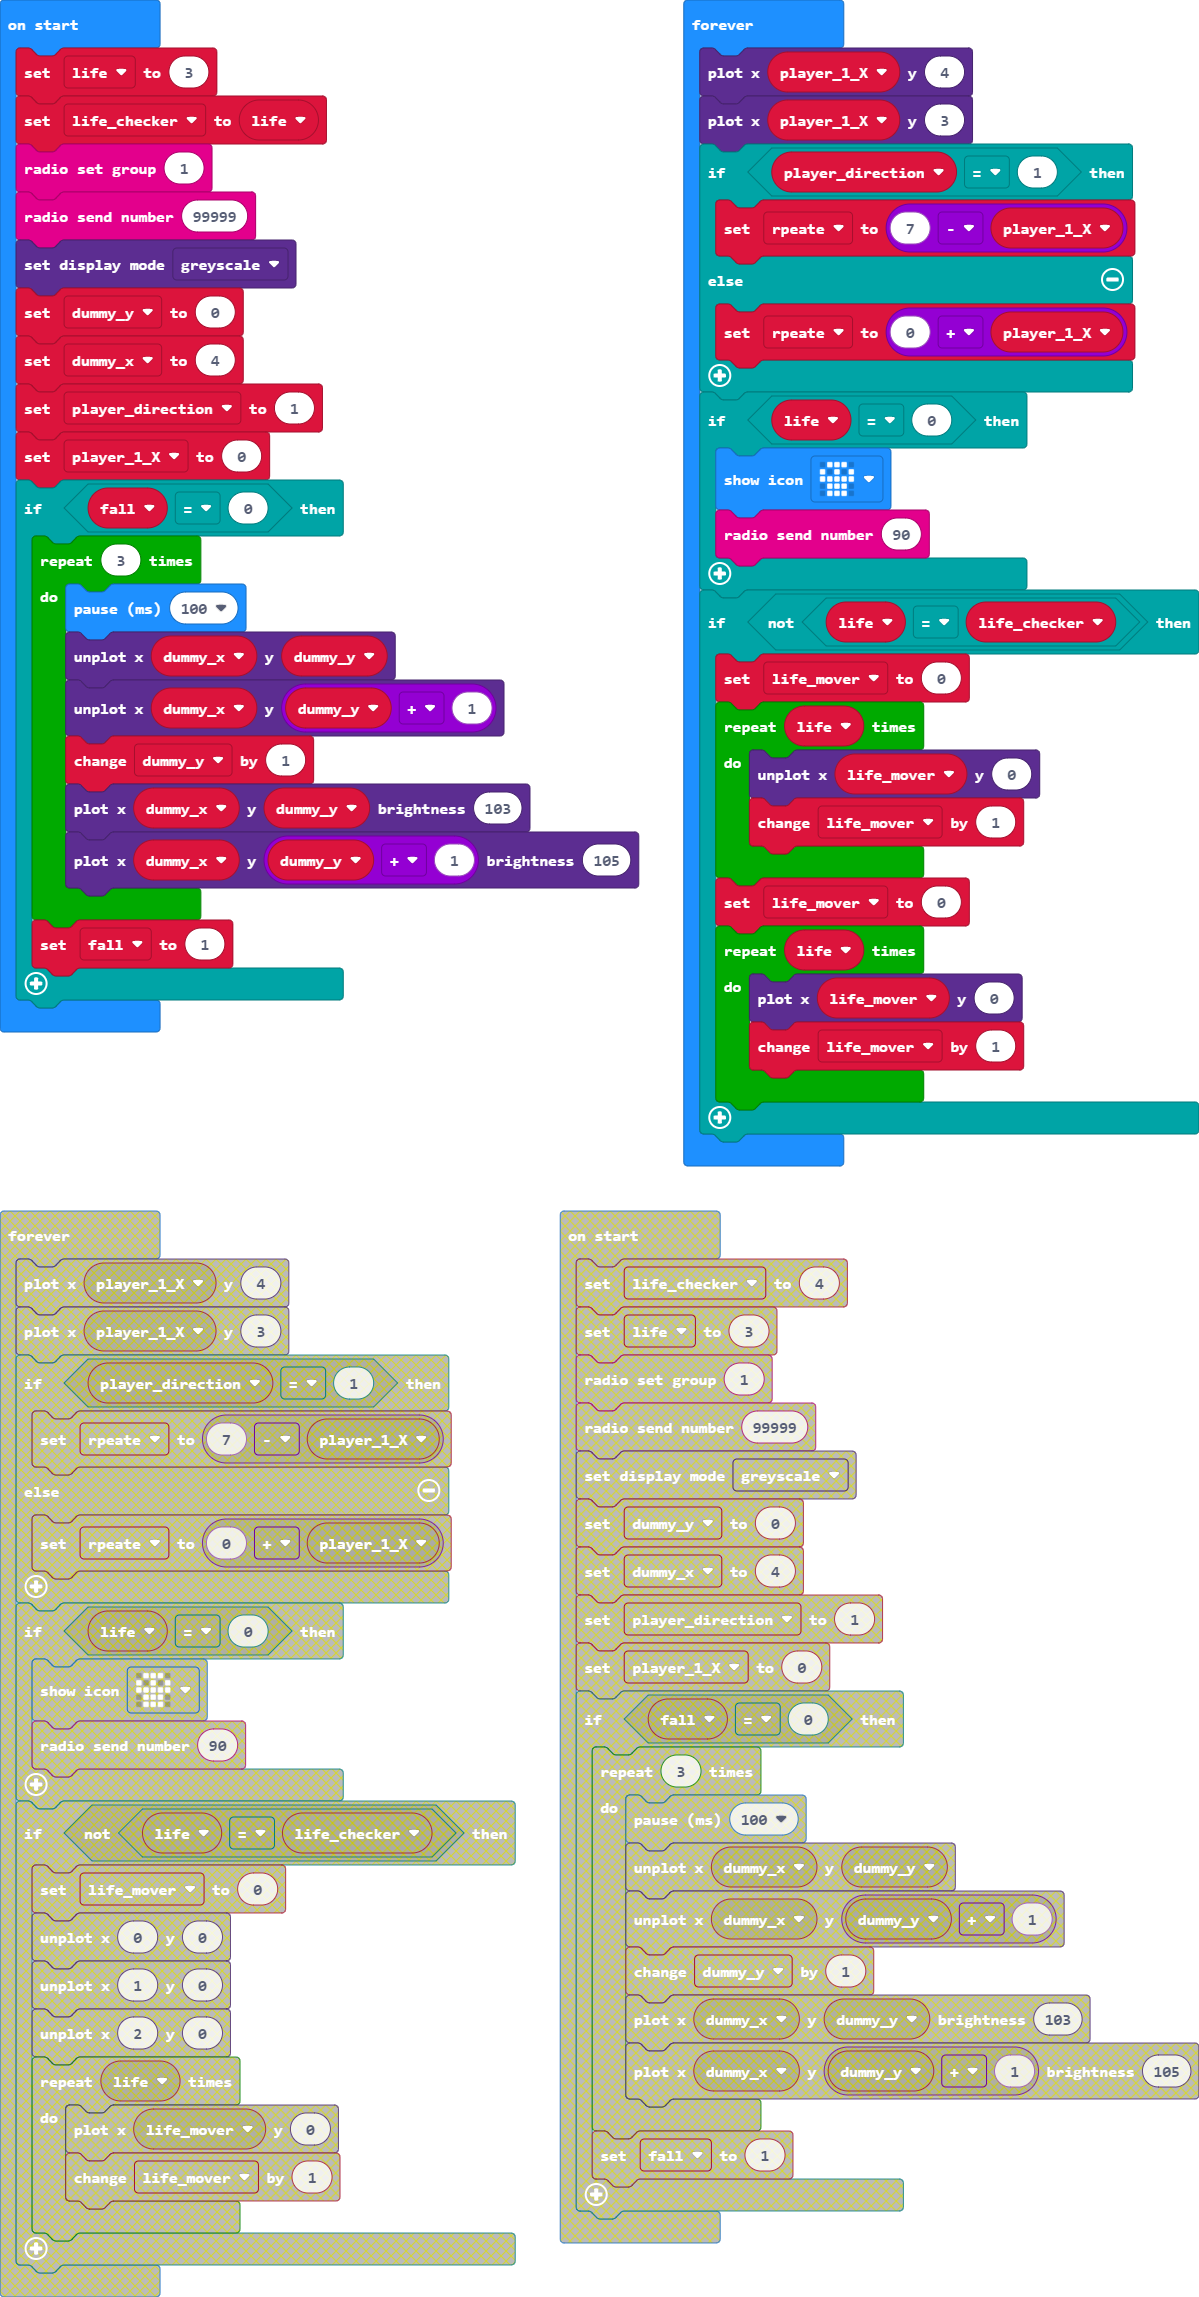 on start
set life to 3
set life_checker to life
radio set group 1
radio send number 99999
set display mode greyscale
set dummy_y to 0
set dummy_x to 4
set player_direction to 1
set player_1_X to 0
if fall = 0 then
repeat 3 times
do
pause (ms) 100
unplot x dummy_x y dummy_y
unplot x dummy_x y dummy_y + 1
change dummy_y by 1
plot x dummy_x y dummy_y brightness 103
plot x dummy_x y dummy_y + 1 brightness 105
set fall to 1
forever
plot x player_1_X y 4
plot x player_1_X y 3
if player_direction = 1 then
set rpeate to 7 - player_1_X
else
set rpeate to 0 + player_1_X
if life = 0 then
show icon
radio send number 90
if not life = life_checker then
set life_mover to 0
repeat life times
do
unplot x life_mover y 0
change life_mover by 1
set life_mover to 0
repeat life times
do
plot x life_mover y 0
change life_mover by 1
forever
plot x player_1_X y 4
plot x player_1_X y 3
if player_direction = 1 then
set rpeate to 7 - player_1_X
else
set rpeate to 0 + player_1_X
if life = 0 then
show icon
radio send number 90
if not life = life_checker then
set life_mover to 0
unplot x 0 y 0
unplot x 1 y 0
unplot x 2 y 0
repeat life times
do
plot x life_mover y 0
change life_mover by 1
on start
set life_checker to 4
set life to 3
radio set group 1
radio send number 99999
set display mode greyscale
set dummy_y to 0
set dummy_x to 4
set player_direction to 1
set player_1_X to 0
if fall = 0 then
repeat 3 times
do
pause (ms) 100
unplot x dummy_x y dummy_y
unplot x dummy_x y dummy_y + 1
change dummy_y by 1
plot x dummy_x y dummy_y brightness 103
plot x dummy_x y dummy_y + 1 brightness 105
set fall to 1